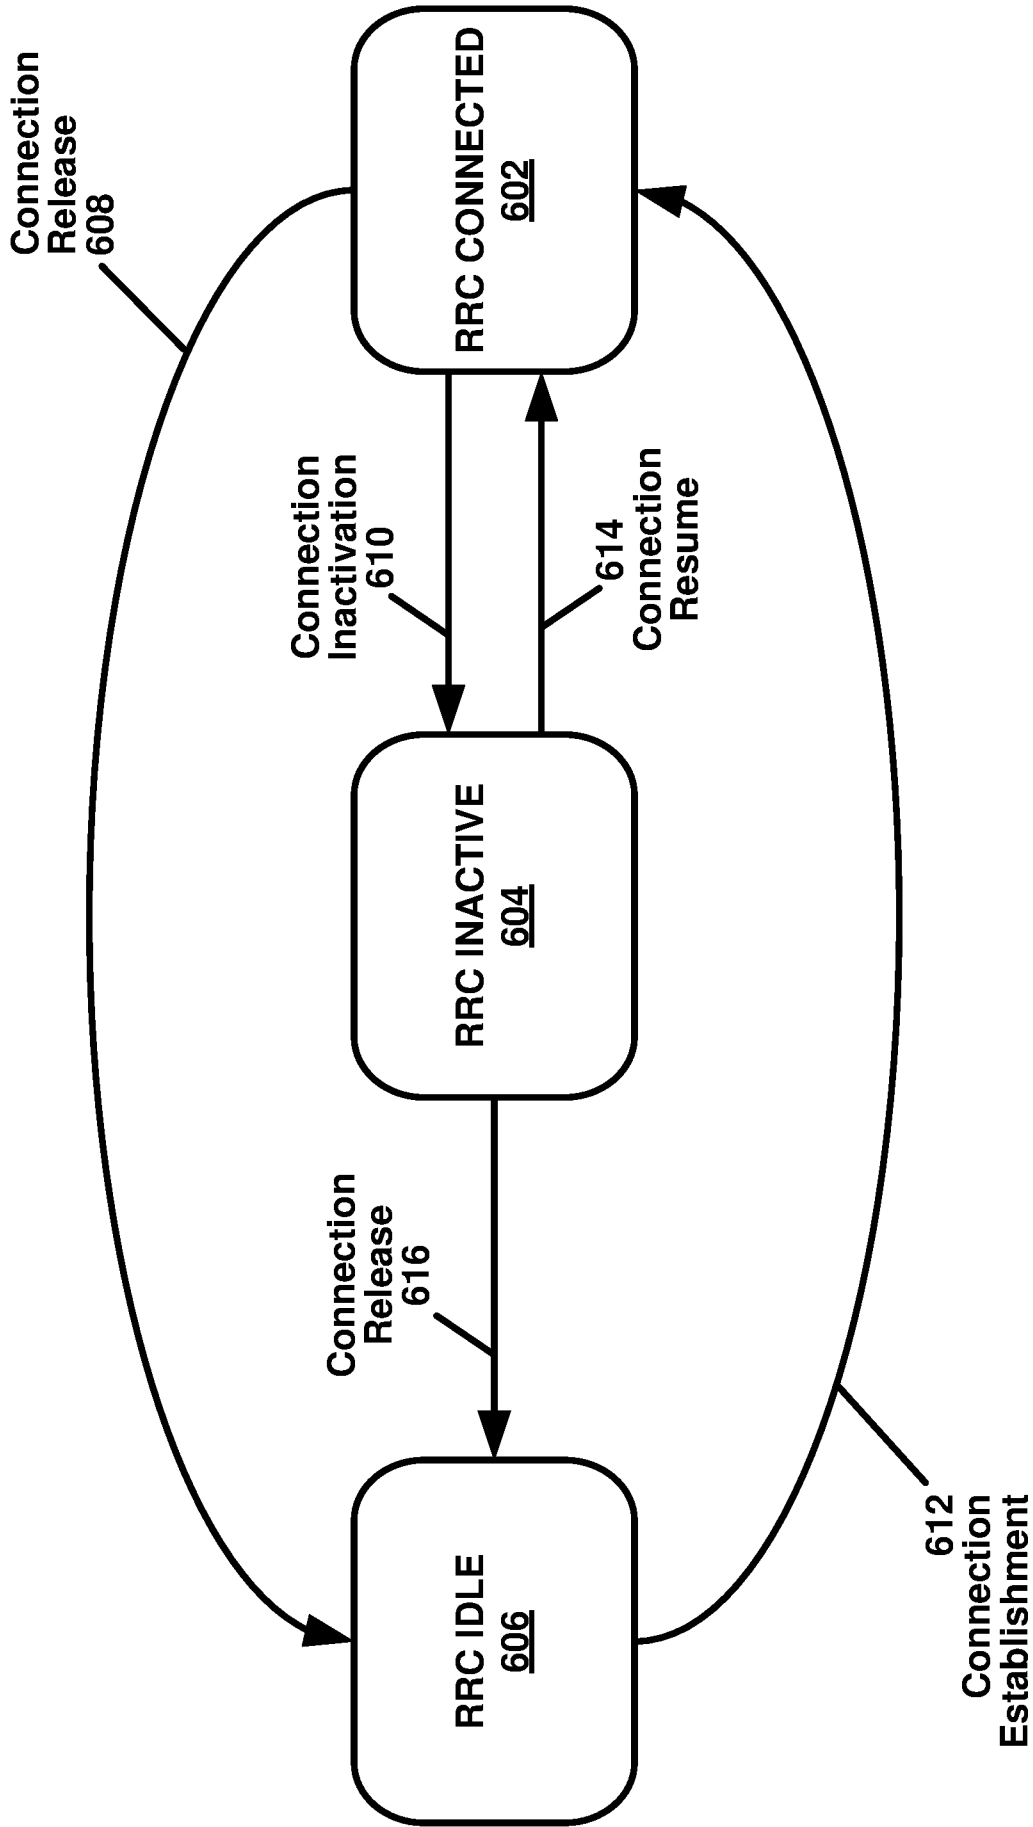 Connection
Release
608
RRC IDLE
606
Connection
Release
616
RRC INACTIVE
604
Connection
Inactivation
610
614
Connection
Resume
RRC CONNECTED
602
612
Connection
Establishment